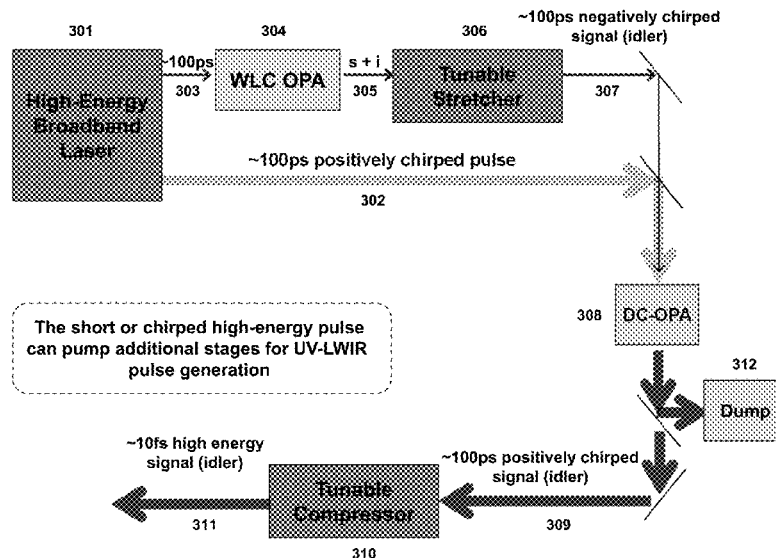 301
304
306
~100ps negatively chirped
signal (idler)
High-Energy
Broadband
Laser
~100ps
303
WLC OPA
s + i
305
Tunable
Stretcher
307
~100ps positively chirped pulse
302
308
DC-OPA
The short or chirped high-energy pulse
can pump additional stages for UV-LWIR
pulse generation
312
Dump
~10fs high energy
signal (idler)
~100ps positively chirped
signal (idler)
Tunable
Compressor
311
309
310